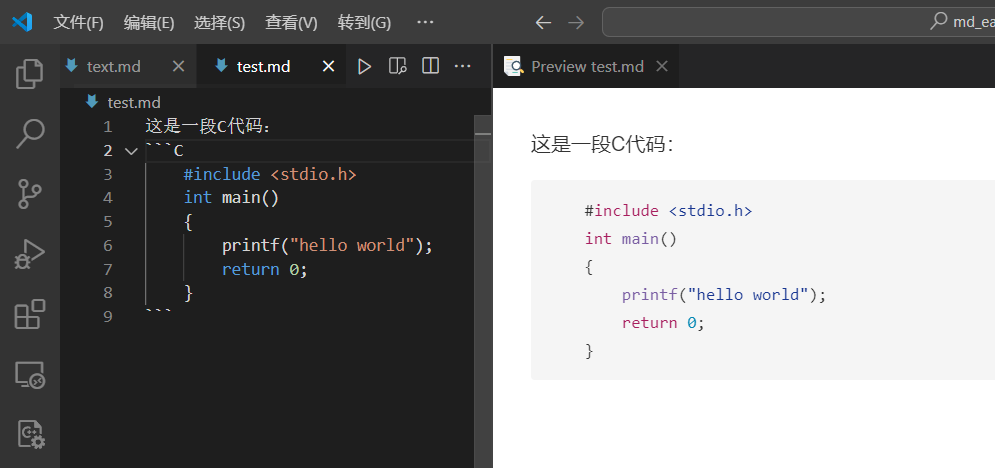 文件(F) 编辑(E) 选择(S) 查看(V) 转到(G) ··· md_ea
text.md test.md ··· Preview test.md
test.md
1 这是一段C代码：
2 ```C
3 #include <stdio.h>
4 int main()
5 {
6 printf("hello world");
7 return 0;
8 }
9 ```
这是一段C代码：
#include <stdio.h>
int main()
{
printf("hello world");
return 0;
}